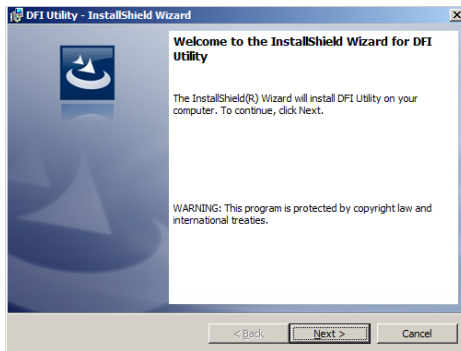 DFI Utility - InstallShield Wizard
Welcome to the InstallShield Wizard for DFI
Utility
The InstallShield(R) Wizard will install DFI Utility on your
computer. To continue, click Next.
WARNING: This program is protected by copyright law and
international treaties.
< Back Next > Cancel